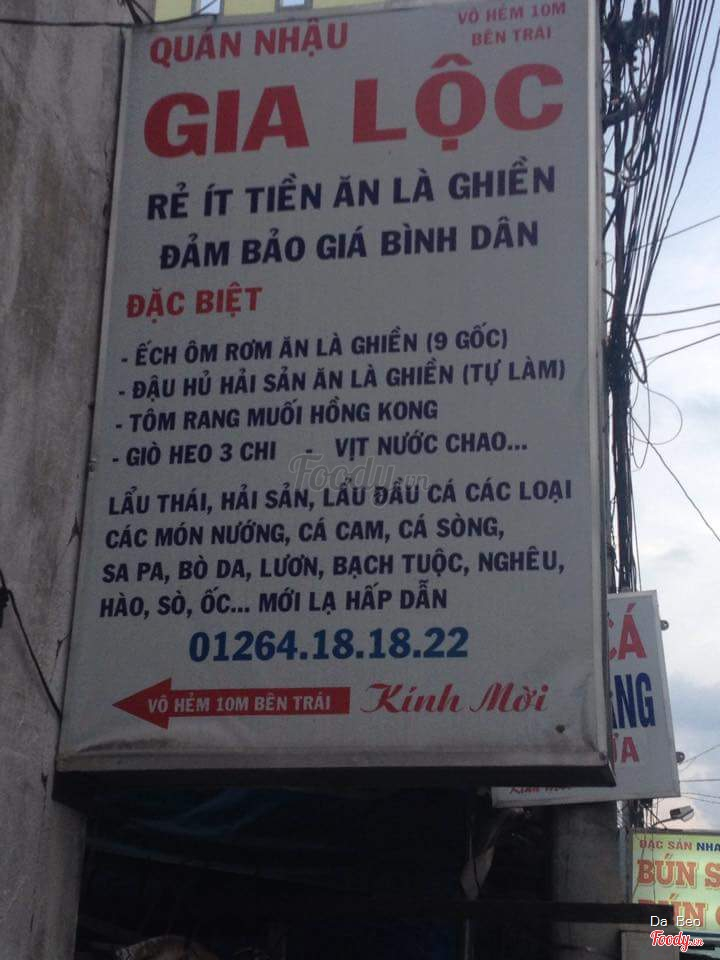 QUÁN NHẬU
VÔ HẺM 10M
BÊN TRÁI
GIA LỘC
RẺ ÍT TIỀN ĂN LÀ GHIỀN
ĐẢM BẢO GIÁ BÌNH DÂN
ĐẶC BIỆT
- ẾCH ÔM RƠM ĂN LÀ GHIỀN (9 GỐC)
- ĐẬU HỦ HẢI SẢN ĂN LÀ GHIỀN (TỰ LÀM)
- TÔM RANG MUỐI HỒNG KONG
- GIÒ HEO 3 CHI - VỊT NƯỚC CHAO...
Foody.vn
LẨU THÁI, HẢI SẢN, LẨU ĐẦU CÁ CÁC LOẠI
CÁC MÓN NƯỚNG, CÁ CAM, CÁ SÒNG,
SA PA, BÒ DA, LƯƠN, BẠCH TUỘC, NGHÊU,
HÀO, SÒ, ỐC... MỚI LẠ HẤP DẪN
01264.18.18.22
VÔ HẺM 10M BÊN TRÁI Kính Mời
CÁ
ĐẶC SẢN NHA
BÚN
BÚN
Da Beo
Foody.vn